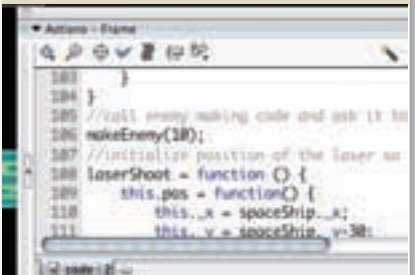 Actions - Frame
103 }
104 }
105 //call enemy making code and ask it to
106 makeEnemy(10);
107 //initialize position of the laser so
108 laserShoot = function () {
109 this.pos = function() {
110 this._x = spaceShip._x;
111 this._y = spaceShip._y-30;
code : 2